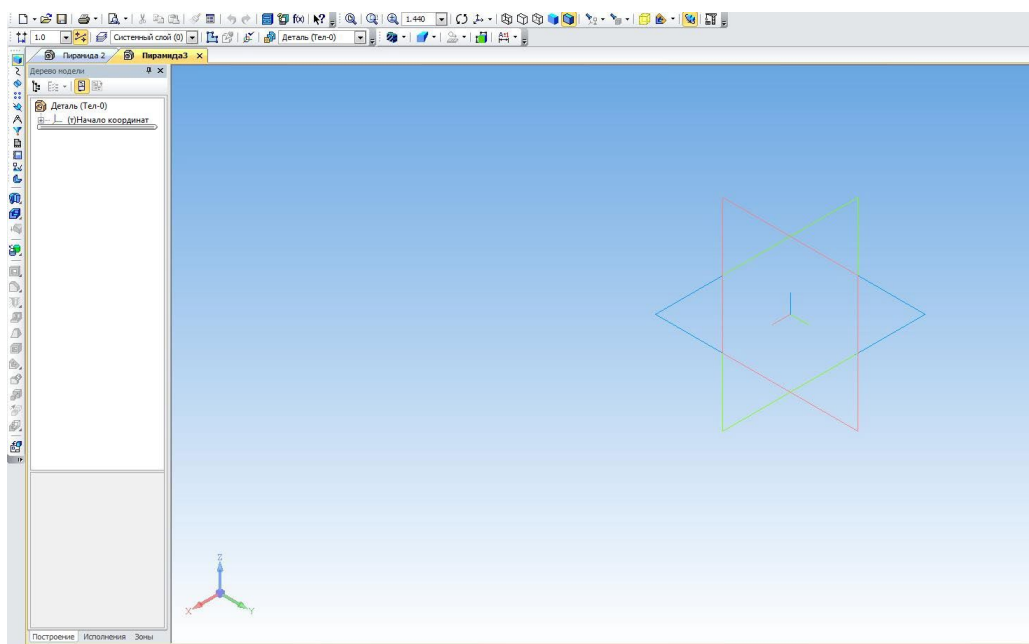 1.440
f(x)
1.0 Системный слой (0) Деталь (Тел-0)
Пирамида 2 Пирамида3
Дерево модели
Деталь (Тел-0)
(т)Начало координат
Z
X Y
Построение Исполнения Зоны